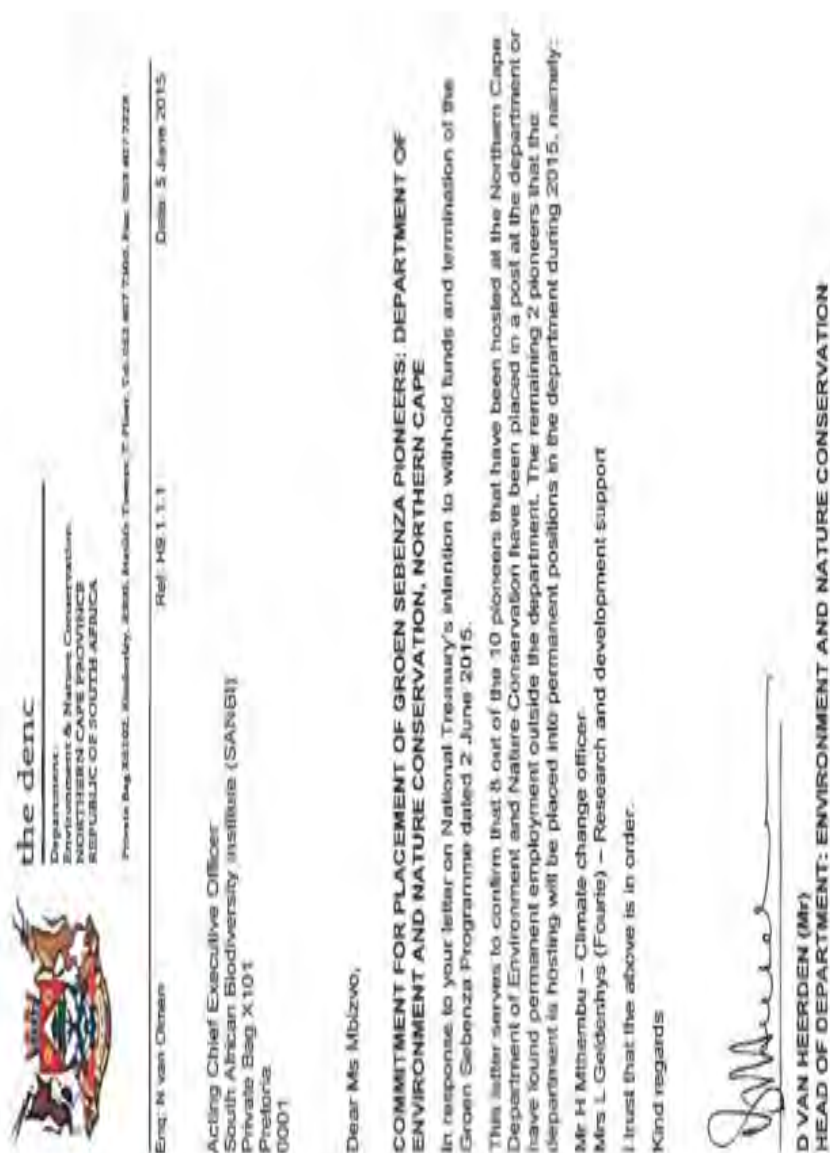 the denc
Department:
Environment & Nature Conservation
NORTHERN CAPE PROVINCE
REPUBLIC OF SOUTH AFRICA
Private Bag X6102, Kimberley, 8300,
Enq: N van Olmen Ref: H9.1.1.1 Date: 5 June 2015
Acting Chief Executive Officer
South African Biodiversity Institute (SANBI)
Private Bag X101
Pretoria
0001
Dear Ms Mbizvo,
COMMITMENT FOR PLACEMENT OF GROEN SEBENZA PIONEERS: DEPARTMENT OF
ENVIRONMENT AND NATURE CONSERVATION, NORTHERN CAPE
In response to your letter on National Treasury's intention to withhold funds and termination of the
Groen Sebenza Programme dated 2 June 2015.
This letter serves to confirm that 8 out of the 10 pioneers that have been hosted at the Northern Cape
Department of Environment and Nature Conservation have been placed in a post at the department or
have found permanent employment outside the department. The remaining 2 pioneers that the
department is hosting will be placed into permanent positions in the department during 2015, namely:
Mr H Mthembu – Climate change officer
Mrs L Geldenhys (Fourie) – Research and development support
I trust that the above is in order.
Kind regards
D VAN HEERDEN (Mr)
HEAD OF DEPARTMENT: ENVIRONMENT AND NATURE CONSERVATION